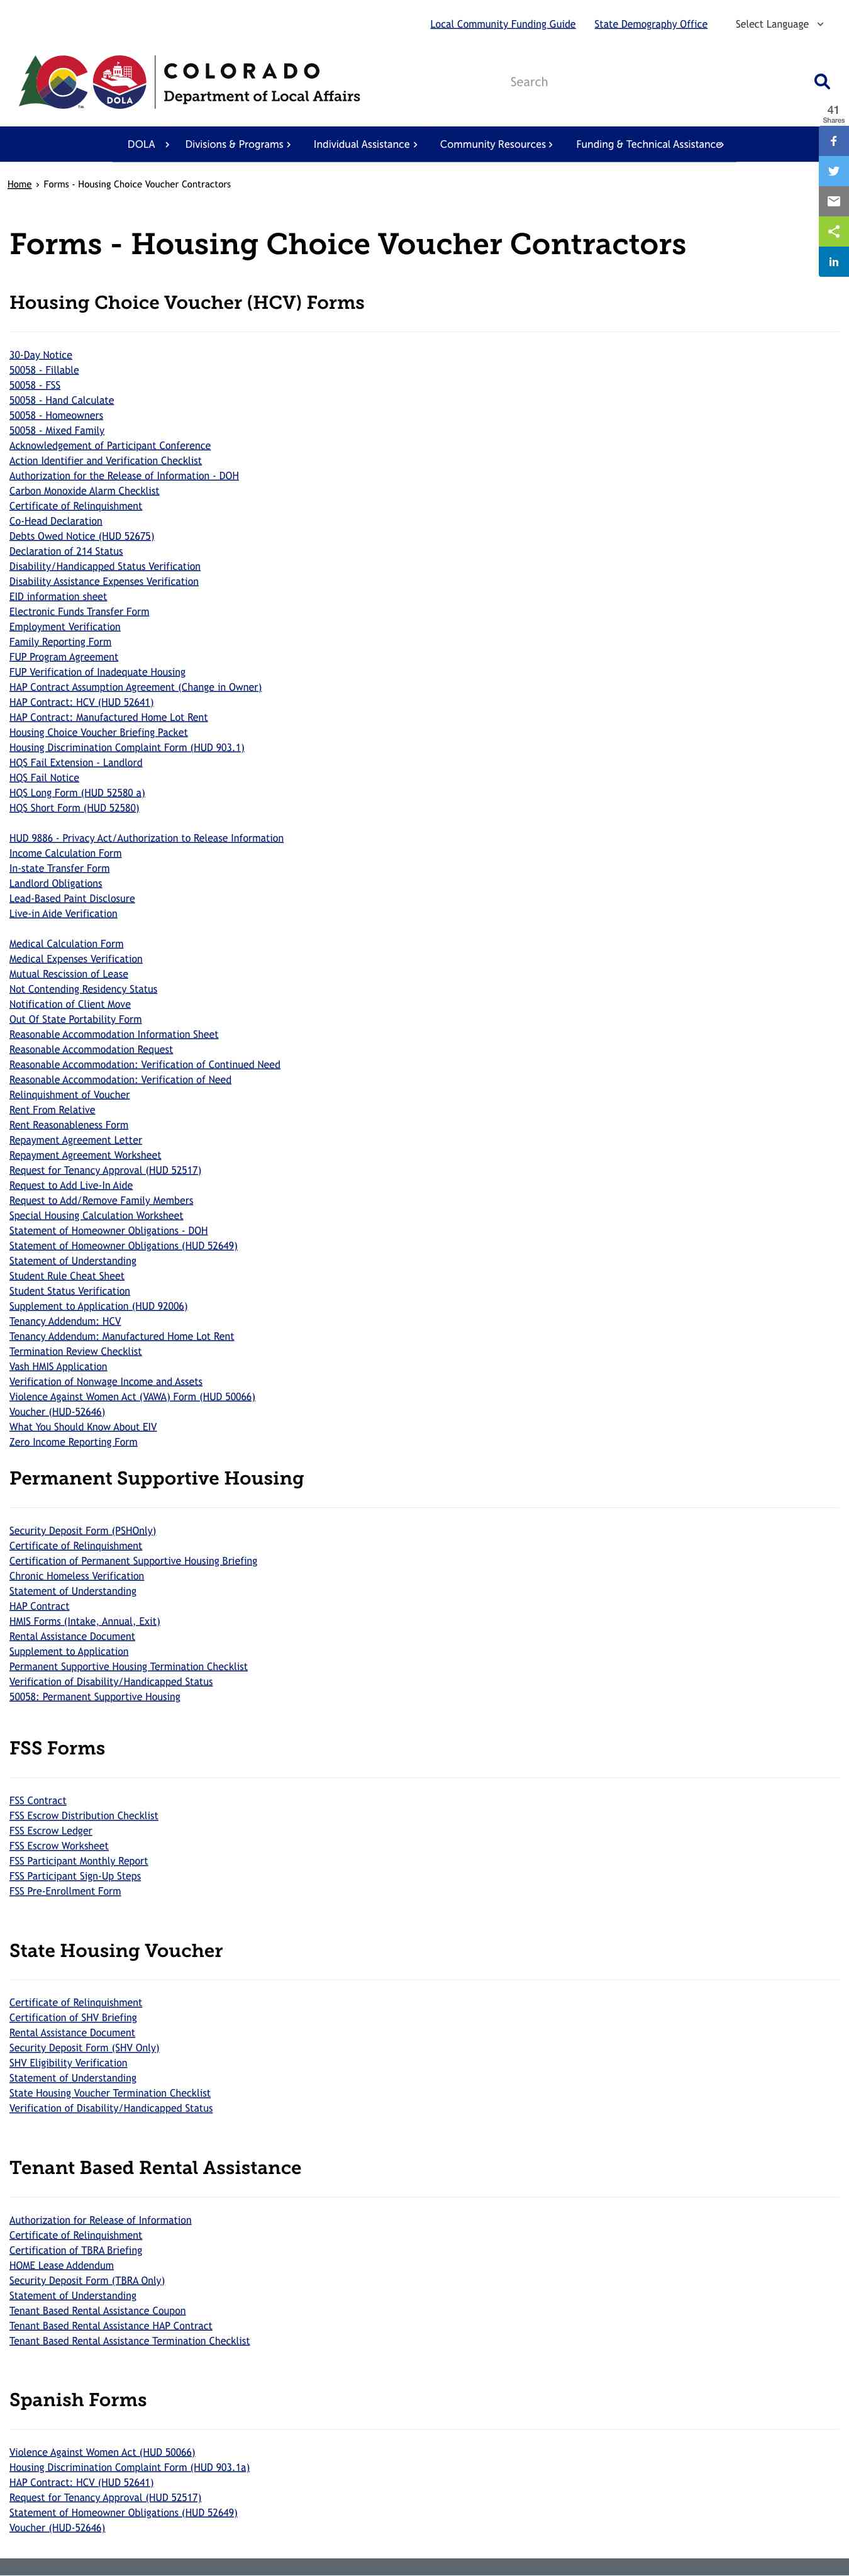 Local Community Funding Guide State Demography Office Select Language
COLORADO
Department of Local Affairs
DOLA
Search
41
Shares
DOLA Divisions & Programs Individual Assistance Community Resources Funding & Technical Assistance
Home › Forms - Housing Choice Voucher Contractors
Forms - Housing Choice Voucher Contractors
Housing Choice Voucher (HCV) Forms
30-Day Notice
50058 - Fillable
50058 - FSS
50058 - Hand Calculate
50058 - Homeowners
50058 - Mixed Family
Acknowledgement of Participant Conference
Action Identifier and Verification Checklist
Authorization for the Release of Information - DOH
Carbon Monoxide Alarm Checklist
Certificate of Relinquishment
Co-Head Declaration
Debts Owed Notice (HUD 52675)
Declaration of 214 Status
Disability/Handicapped Status Verification
Disability Assistance Expenses Verification
EID information sheet
Electronic Funds Transfer Form
Employment Verification
Family Reporting Form
FUP Program Agreement
FUP Verification of Inadequate Housing
HAP Contract Assumption Agreement (Change in Owner)
HAP Contract: HCV (HUD 52641)
HAP Contract: Manufactured Home Lot Rent
Housing Choice Voucher Briefing Packet
Housing Discrimination Complaint Form (HUD 903.1)
HQS Fail Extension - Landlord
HQS Fail Notice
HQS Long Form (HUD 52580 a)
HQS Short Form (HUD 52580)
HUD 9886 - Privacy Act/Authorization to Release Information
Income Calculation Form
In-state Transfer Form
Landlord Obligations
Lead-Based Paint Disclosure
Live-in Aide Verification
Medical Calculation Form
Medical Expenses Verification
Mutual Rescission of Lease
Not Contending Residency Status
Notification of Client Move
Out Of State Portability Form
Reasonable Accommodation Information Sheet
Reasonable Accommodation Request
Reasonable Accommodation: Verification of Continued Need
Reasonable Accommodation: Verification of Need
Relinquishment of Voucher
Rent From Relative
Rent Reasonableness Form
Repayment Agreement Letter
Repayment Agreement Worksheet
Request for Tenancy Approval (HUD 52517)
Request to Add Live-In Aide
Request to Add/Remove Family Members
Special Housing Calculation Worksheet
Statement of Homeowner Obligations - DOH
Statement of Homeowner Obligations (HUD 52649)
Statement of Understanding
Student Rule Cheat Sheet
Student Status Verification
Supplement to Application (HUD 92006)
Tenancy Addendum: HCV
Tenancy Addendum: Manufactured Home Lot Rent
Termination Review Checklist
Vash HMIS Application
Verification of Nonwage Income and Assets
Violence Against Women Act (VAWA) Form (HUD 50066)
Voucher (HUD-52646)
What You Should Know About EIV
Zero Income Reporting Form
Permanent Supportive Housing
Security Deposit Form (PSHOnly)
Certificate of Relinquishment
Certification of Permanent Supportive Housing Briefing
Chronic Homeless Verification
Statement of Understanding
HAP Contract
HMIS Forms (Intake, Annual, Exit)
Rental Assistance Document
Supplement to Application
Permanent Supportive Housing Termination Checklist
Verification of Disability/Handicapped Status
50058: Permanent Supportive Housing
FSS Forms
FSS Contract
FSS Escrow Distribution Checklist
FSS Escrow Ledger
FSS Escrow Worksheet
FSS Participant Monthly Report
FSS Participant Sign-Up Steps
FSS Pre-Enrollment Form
State Housing Voucher
Certificate of Relinquishment
Certification of SHV Briefing
Rental Assistance Document
Security Deposit Form (SHV Only)
SHV Eligibility Verification
Statement of Understanding
State Housing Voucher Termination Checklist
Verification of Disability/Handicapped Status
Tenant Based Rental Assistance
Authorization for Release of Information
Certificate of Relinquishment
Certification of TBRA Briefing
HOME Lease Addendum
Security Deposit Form (TBRA Only)
Statement of Understanding
Tenant Based Rental Assistance Coupon
Tenant Based Rental Assistance HAP Contract
Tenant Based Rental Assistance Termination Checklist
Spanish Forms
Violence Against Women Act (HUD 50066)
Housing Discrimination Complaint Form (HUD 903.1a)
HAP Contract: HCV (HUD 52641)
Request for Tenancy Approval (HUD 52517)
Statement of Homeowner Obligations (HUD 52649)
Voucher (HUD-52646)